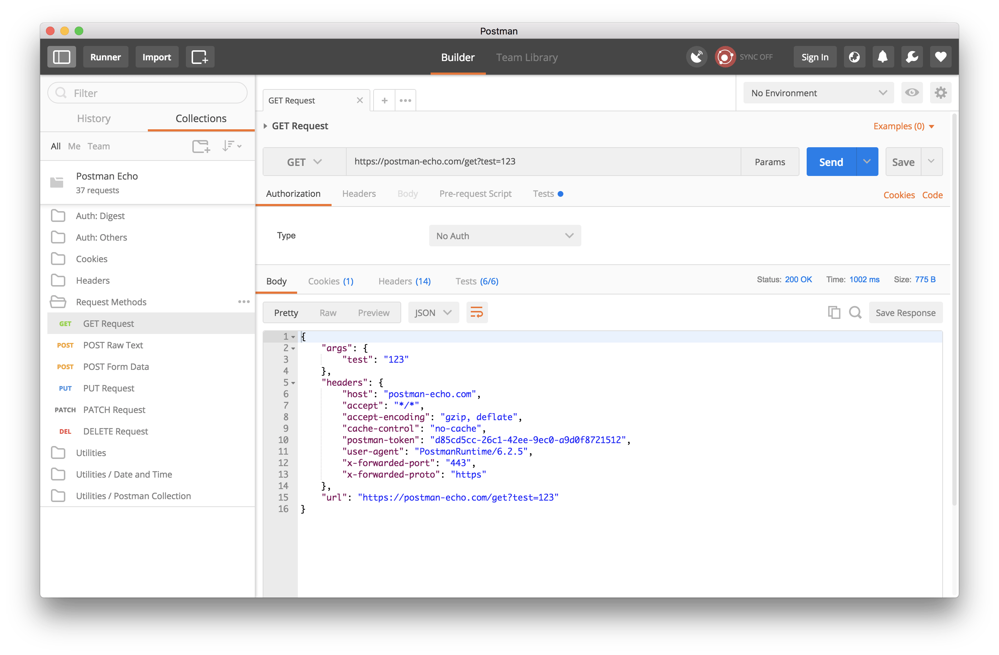 Postman
Runner
Import
Builder
Team Library
SYNC OFF
Sign In
Filter
History
Collections
All Me Team
Postman Echo
37 requests
Auth: Digest
Auth: Others
Cookies
Headers
Request Methods
GET GET Request
POST POST Raw Text
POST POST Form Data
PUT PUT Request
PATCH PATCH Request
DEL DELETE Request
Utilities
Utilities / Date and Time
Utilities / Postman Collection
GET Request
No Environment
GET Request
Examples (0)
GET
https://postman-echo.com/get?test=123
Params
Send
Save
Authorization
Headers
Body
Pre-request Script
Tests
Cookies
Code
Type
No Auth
Body
Cookies (1)
Headers (14)
Tests (6/6)
Status: 200 OK
Time: 1002 ms
Size: 775 B
Pretty
Raw
Preview
JSON
Save Response
1 {
2 "args": {
3 "test": "123"
4 },
5 "headers": {
6 "host": "postman-echo.com",
7 "accept": "*/*",
8 "accept-encoding": "gzip, deflate",
9 "cache-control": "no-cache",
10 "postman-token": "d85cd5cc-26c1-42ee-9ec0-a9d0f8721512",
11 "user-agent": "PostmanRuntime/6.2.5",
12 "x-forwarded-port": "443",
13 "x-forwarded-proto": "https"
14 },
15 "url": "https://postman-echo.com/get?test=123"
16 }